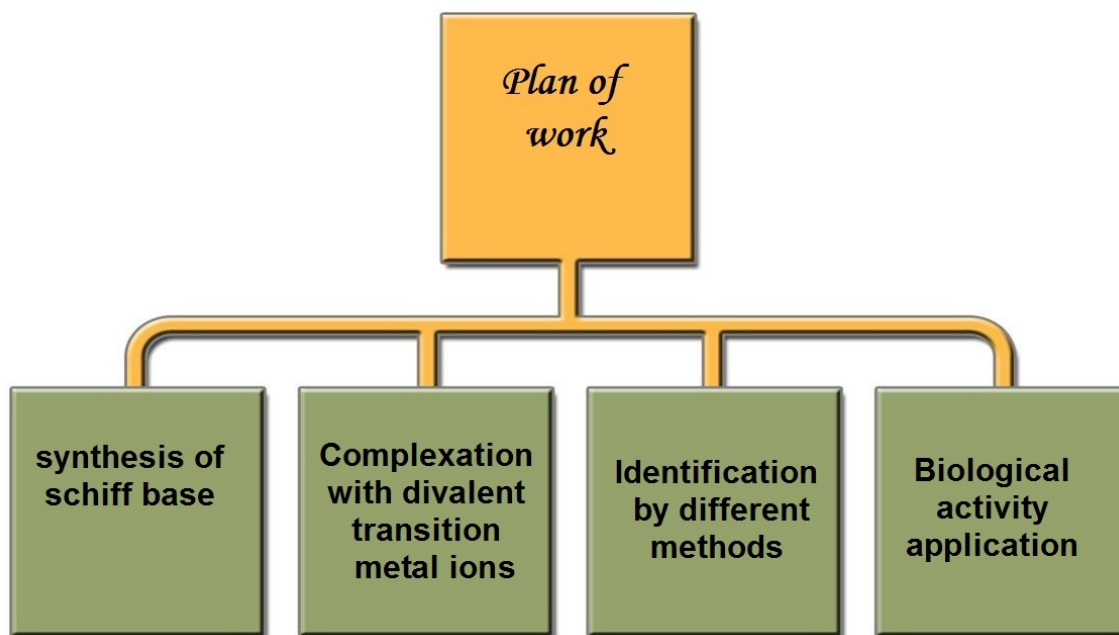 Plan of
work
synthesis of
schiff base
Complexation
with divalent
transition
metal ions
Identification
by different
methods
Biological
activity
application